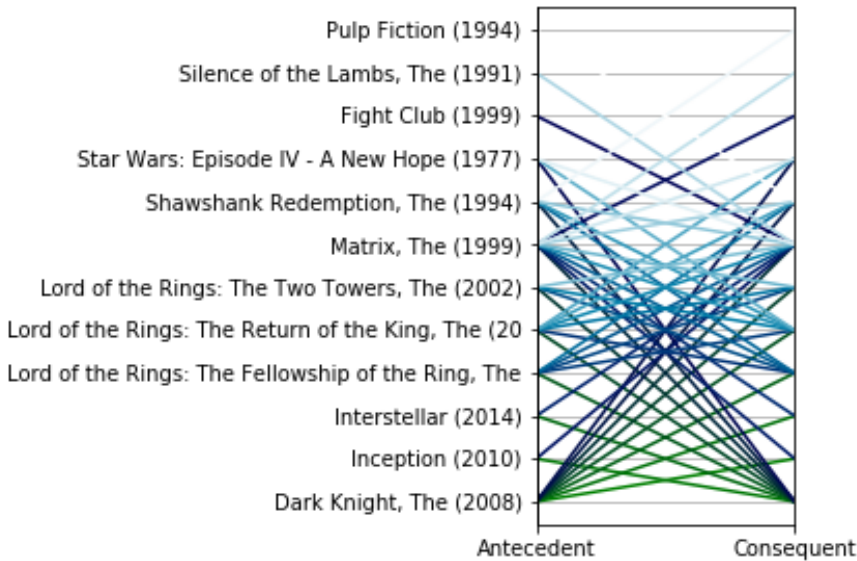 Pulp Fiction (1994)
Silence of the Lambs, The (1991)
Fight Club (1999)
Star Wars: Episode IV - A New Hope (1977)
Shawshank Redemption, The (1994)
Matrix, The (1999)
Lord of the Rings: The Two Towers, The (2002)
Lord of the Rings: The Return of the King, The (20
Lord of the Rings: The Fellowship of the Ring, The
Interstellar (2014)
Inception (2010)
Dark Knight, The (2008)
Antecedent Consequent